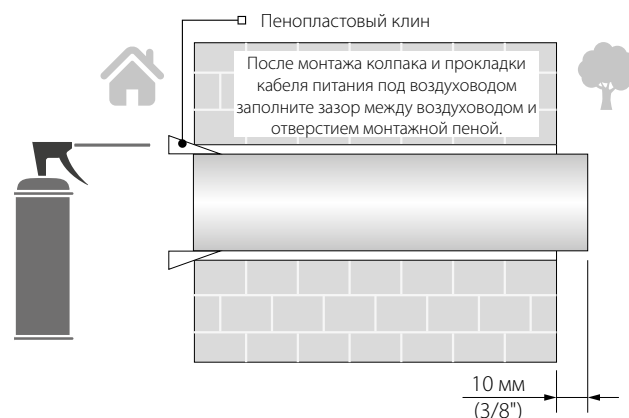 Пенопластовый клин
После монтажа колпака и прокладки
кабеля питания под воздуховодом
заполните зазор между воздуховодом и
отверстием монтажной пеной.
10 мм
(3/8")